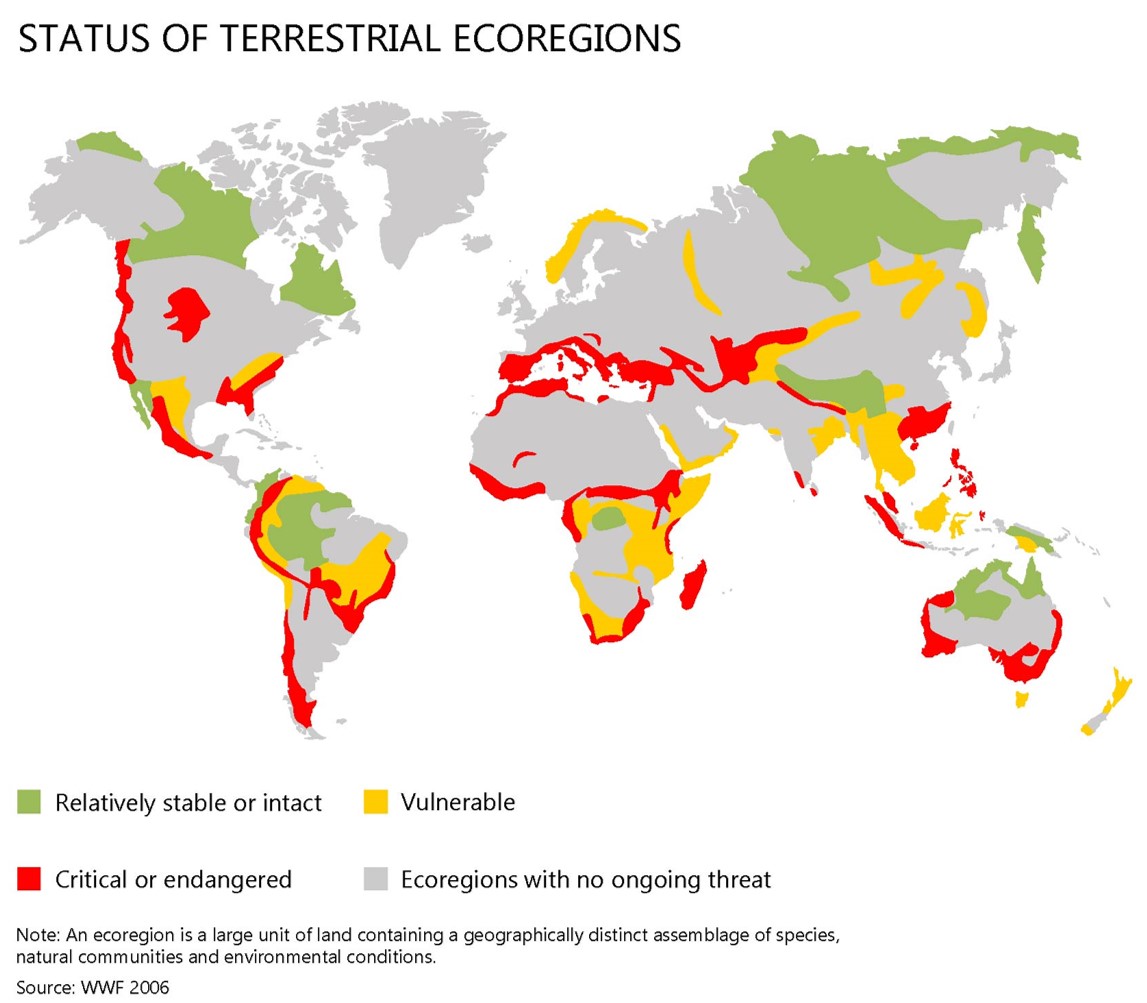 STATUS OF TERRESTRIAL ECOREGIONS
Relatively stable or intact
Vulnerable
Critical or endangered
Ecoregions with no ongoing threat
Note: An ecoregion is a large unit of land containing a geographically distinct assemblage of species,
natural communities and environmental conditions.
Source: WWF 2006